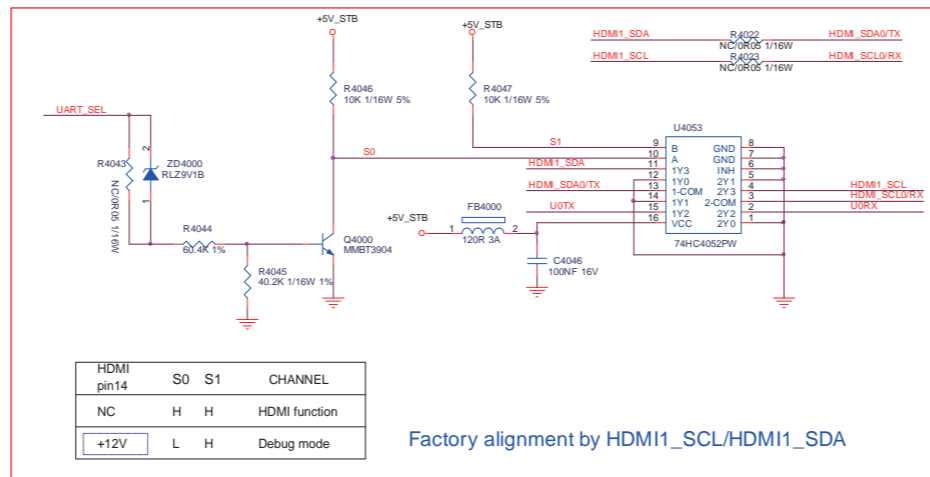 +5V_STB
+5V_STB
R4046
10K 1/16W 5%
R4047
10K 1/16W 5%
HDMI1_SDA
R4022
NC/0R05 1/16W
HDMI_SDA0/TX
HDMI1_SCL
R4023
NC/0R05 1/16W
HDMI_SCL0/RX
UART_SEL
R4043
NC/0R05 1/16W
2
ZD4000
RLZ9V1B
1
R4044
60.4K 1%
R4045
40.2K 1/16W 1%
Q4000
MMBT3904
S0
S1
HDMI1_SDA
HDMI_SDA0/TX
U0TX
+5V_STB
FB4000
1
2
120R 3A
C4046
100NF 16V
U4053
9 B GND 8
10 A GND 7
11 1Y3 INH 6
12 1Y0 2Y1 5
13 1-COM 2Y3 4
14 1Y1 2-COM 3
15 1Y2 2Y2 2
16 VCC 2Y0 1
74HC4052PW
HDMI1_SCL
HDMI_SCL0/RX
U0RX
HDMI pin14 S0 S1 CHANNEL
NC H H HDMI function
+12V L H Debug mode
Factory alignment by HDMI1_SCL/HDMI1_SDA